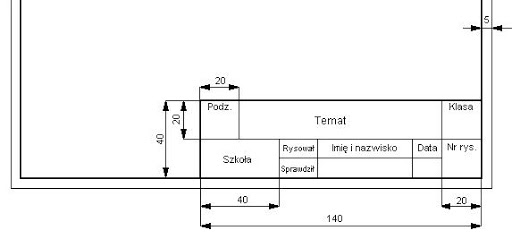 5
20
Podz.
Klasa
20
Temat
40
Rysował
Imię i nazwisko
Data
Nr rys.
Szkoła
Sprawdził
40
20
140